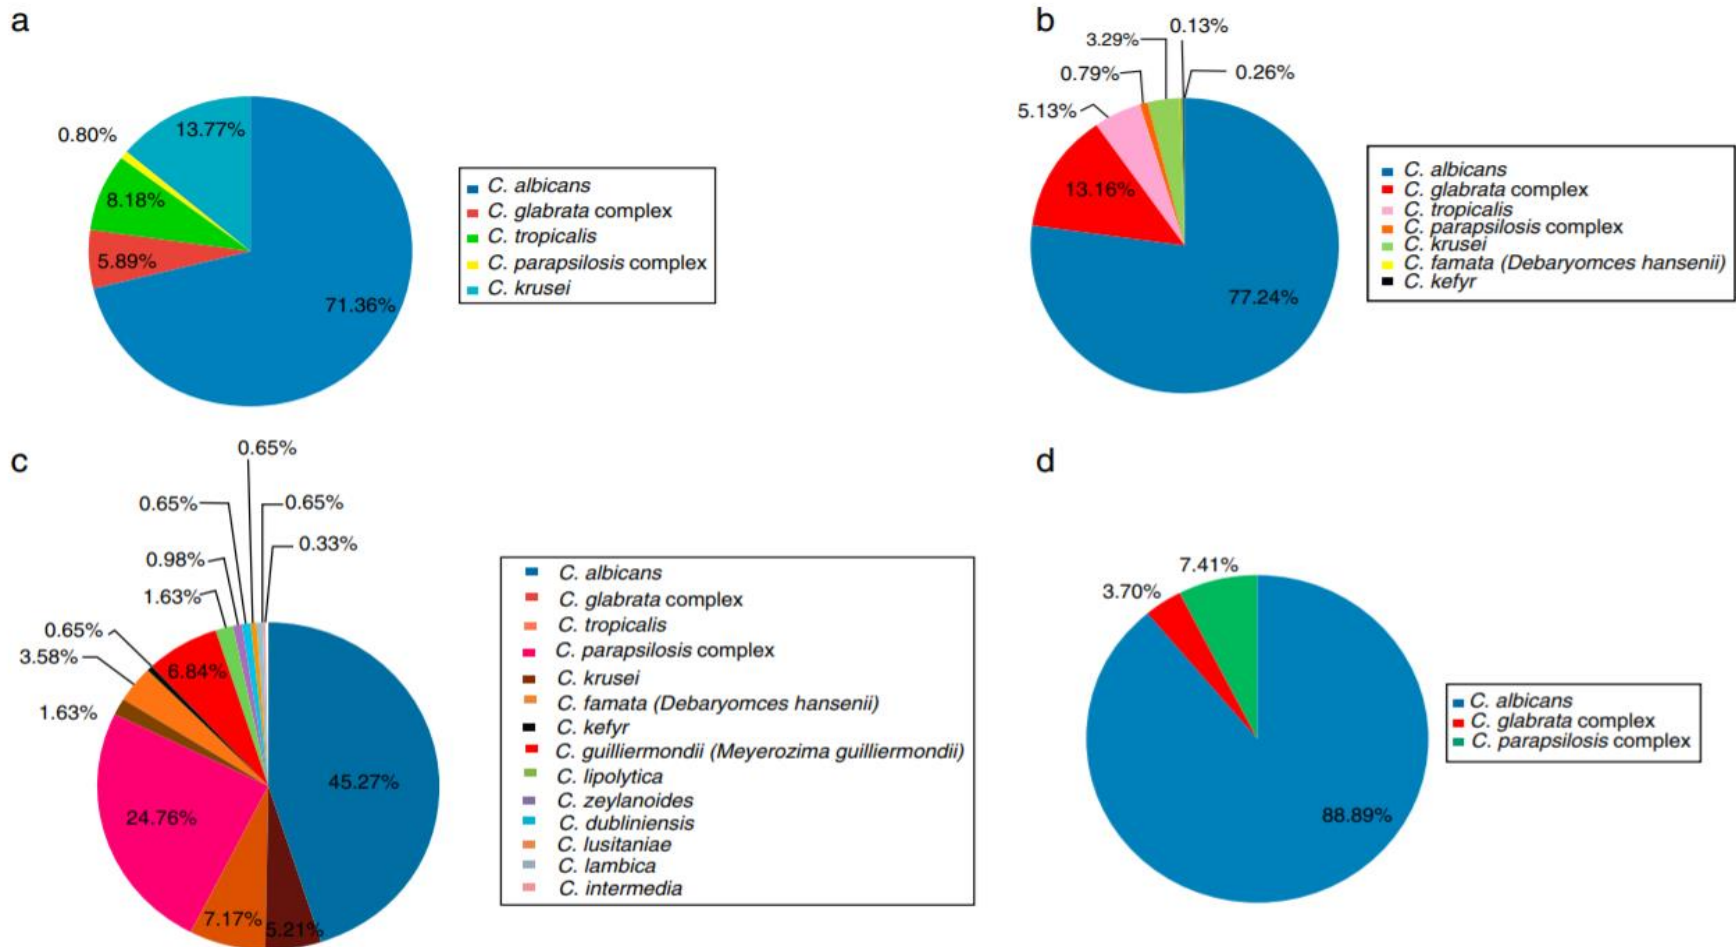 a
0.80%
13.77%
8.18%
5.89%
71.36%
C. albicans
C. glabrata complex
C. tropicalis
C. parapsilosis complex
C. krusei
b
0.13%
3.29%
0.79%
0.26%
5.13%
13.16%
77.24%
C. albicans
C. glabrata complex
C. tropicalis
C. parapsilosis complex
C. krusei
C. famata (Debaryomces hansenii)
C. kefyr
c
0.65%
0.65%
0.65%
0.33%
0.98%
1.63%
0.65%
3.58%
6.84%
1.63%
24.76%
45.27%
7.17%
5.21%
C. albicans
C. glabrata complex
C. tropicalis
C. parapsilosis complex
C. krusei
C. famata (Debaryomces hansenii)
C. kefyr
C. guilliermondii (Meyerozima guilliermondii)
C. lipolytica
C. zeylanoides
C. dubliniensis
C. lusitaniae
C. lambica
C. intermedia
d
7.41%
3.70%
88.89%
C. albicans
C. glabrata complex
C. parapsilosis complex